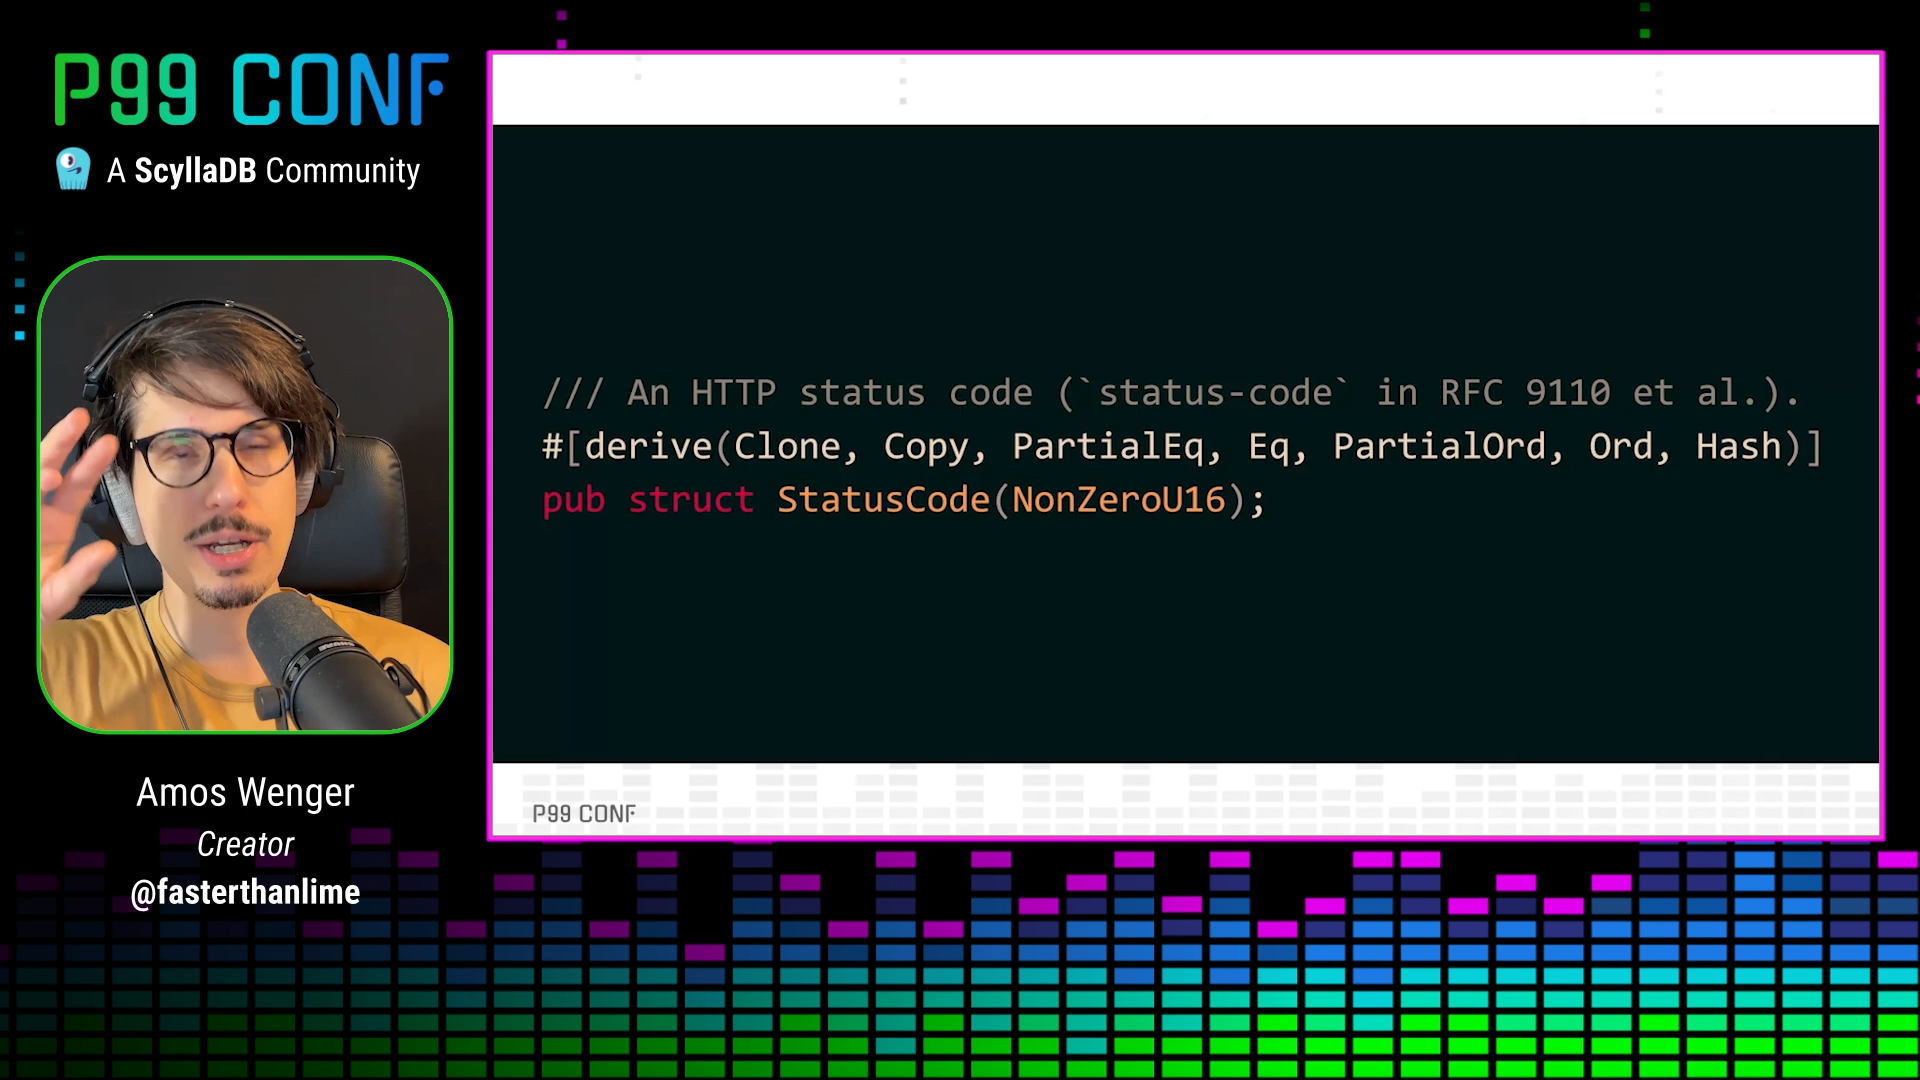 P99 CONF
A ScyllaDB Community
Amos Wenger
Creator
@fasterthanlime
/// An HTTP status code (`status-code` in RFC 9110 et al.).
#[derive(Clone, Copy, PartialEq, Eq, PartialOrd, Ord, Hash)]
pub struct StatusCode(NonZeroU16);
P99 CONF